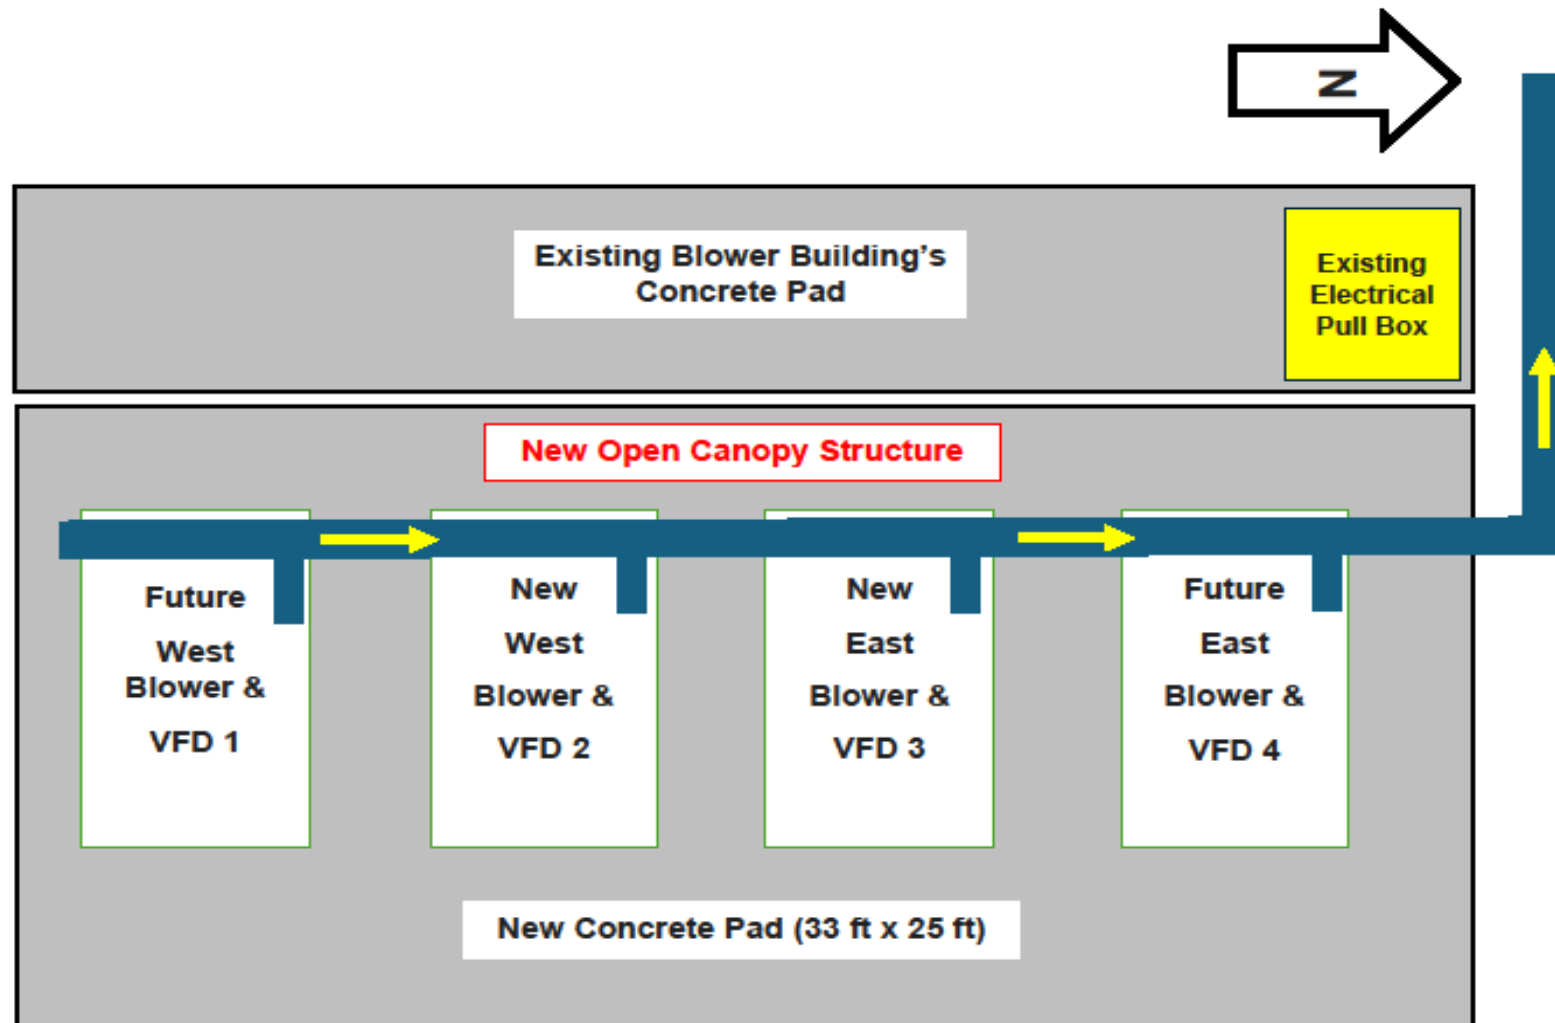 N
Existing Blower Building's
Concrete Pad
Existing
Electrical
Pull Box
New Open Canopy Structure
Future
West
Blower &
VFD 1
New
West
Blower &
VFD 2
New
East
Blower &
VFD 3
Future
East
Blower &
VFD 4
New Concrete Pad (33 ft x 25 ft)